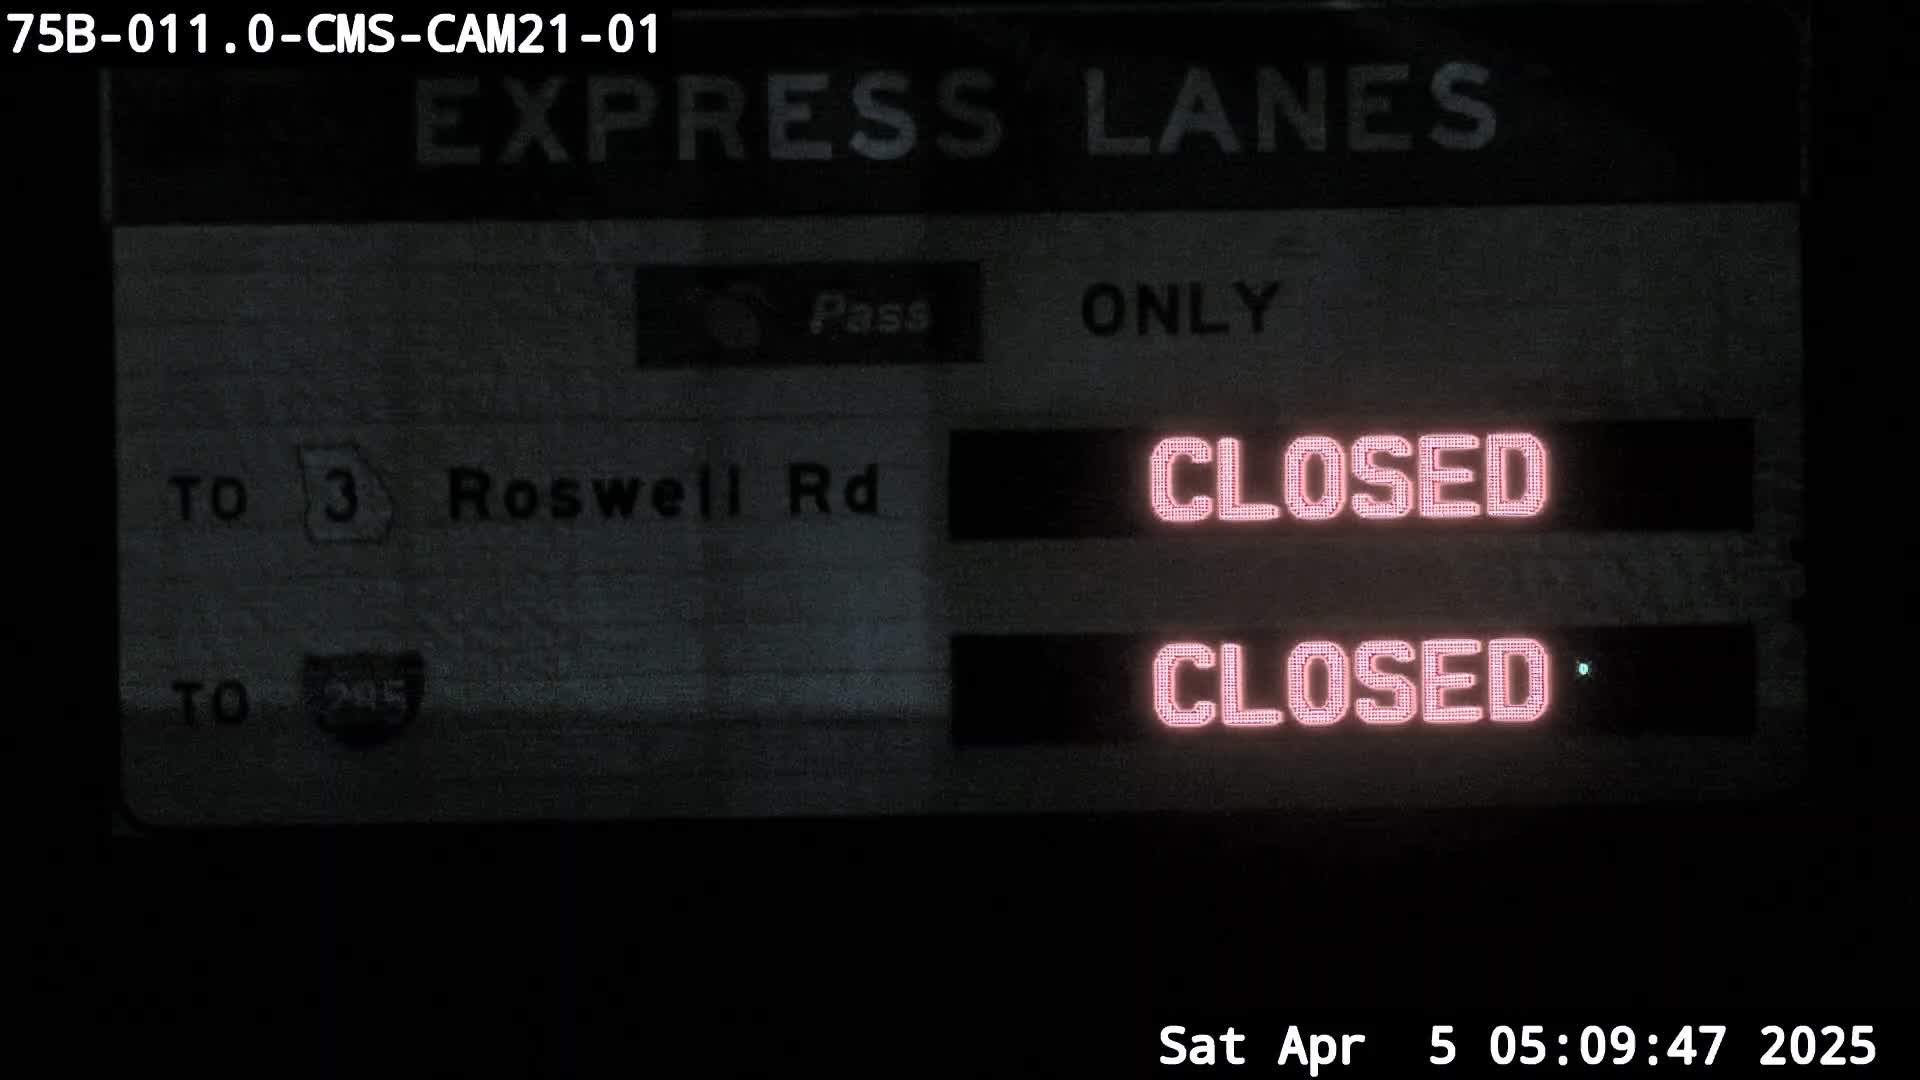 75B-011.0-CMS-CAM21-01
EXPRESS LANES
Pass ONLY
TO 3 Roswell Rd CLOSED
TO CLOSED
Sat Apr 5 05:09:47 2025